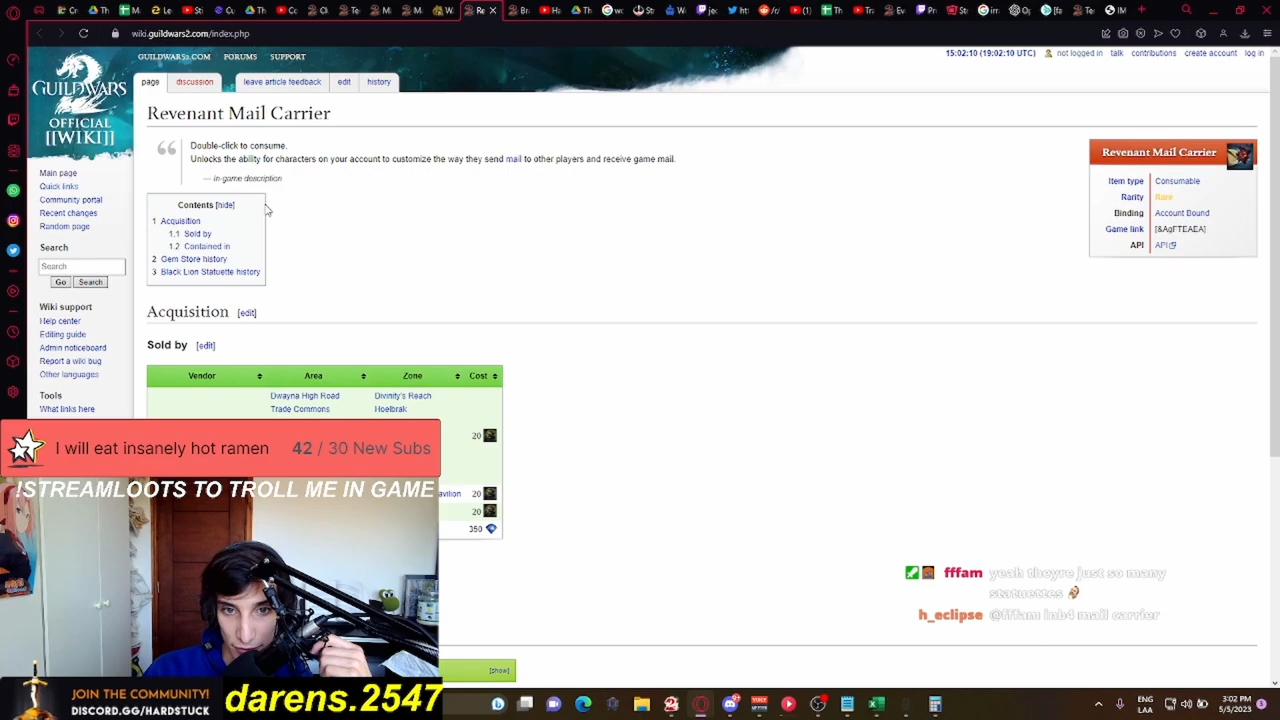 wiki.guildwars2.com/index.php
GUILDWARS2.COM FORUMS SUPPORT
15:02:10 (19:02:10 UTC) not logged in talk contributions create account log in
page discussion leave article feedback edit history
GUILDWARS 2
OFFICIAL
[[WIKI]]
Revenant Mail Carrier
Double-click to consume.
Unlocks the ability for characters on your account to customize the way they send mail to other players and receive game mail.
— In-game description
Revenant Mail Carrier
Item type Consumable
Rarity Rare
Binding Account Bound
Game link [&AgFTEAEA]
API API
Main page
Quick links
Community portal
Recent changes
Random page
Search
Search
Go Search
Wiki support
Help center
Editing guide
Admin noticeboard
Report a wiki bug
Other languages
Tools
What links here
Contents [hide]
1 Acquisition
1.1 Sold by
1.2 Contained in
2 Gem Store history
3 Black Lion Statuette history
Acquisition [edit]
Sold by [edit]
Vendor Area Zone Cost
Dwayna High Road Divinity's Reach
Trade Commons Hoelbrak
20
avilion 20
20
350
I will eat insanely hot ramen 42 / 30 New Subs
!STREAMLOOTS TO TROLL ME IN GAME
fffam yeah theyre just so many
statuettes
h_eclipse @fffam inb4 mail carrier
[show]
JOIN THE COMMUNITY!
DISCORD.GG/HARDSTUCK
darens.2547
ENG
LAA
3:02 PM
5/5/2023